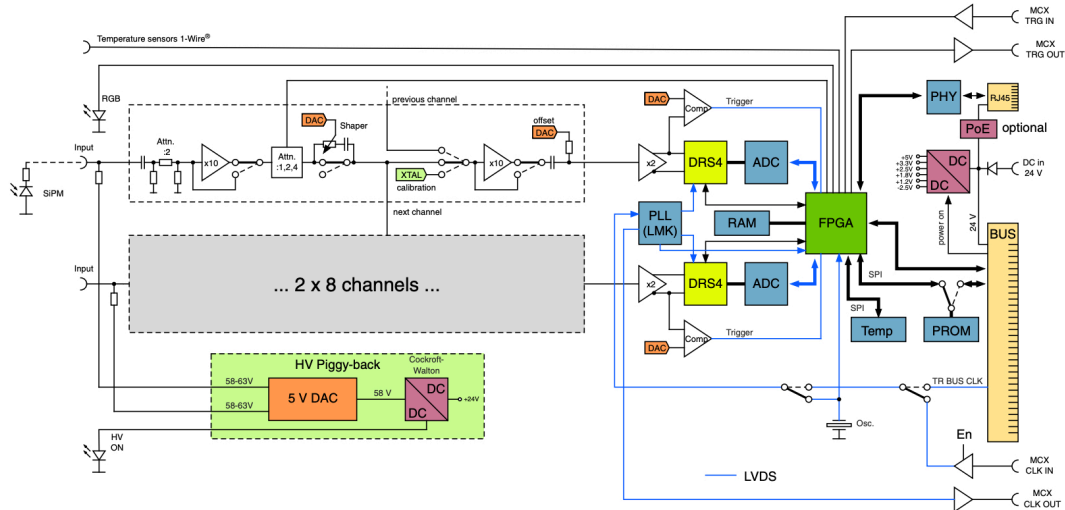 MCX
TRG IN
Temperature sensors 1-Wire®
MCX
TRG OUT
RGB
previous channel
DAC
Comp
Trigger
PHY
RJ45
PoE optional
Input
Attn.
:2
x10
Attn.
:1,2,4
DAC
Shaper
XTAL
calibration
x10
offset
DAC
x2
DRS4
ADC
+5V
+3.3V
+2.5V
+1.8V
+1.2V
-2.5V
DC
DC
DC in
24 V
SiPM
next channel
PLL
(LMK)
RAM
FPGA
power on
24 V
BUS
Input
... 2 x 8 channels ...
x2
DRS4
ADC
SPI
SPI
Temp
PROM
DAC
Comp
Trigger
HV Piggy-back
Cockroft-
Walton
58-63V
58-63V
5 V DAC
58 V
DC
DC
+24V
TR BUS CLK
Osc.
HV
ON
En
MCX
CLK IN
LVDS
MCX
CLK OUT